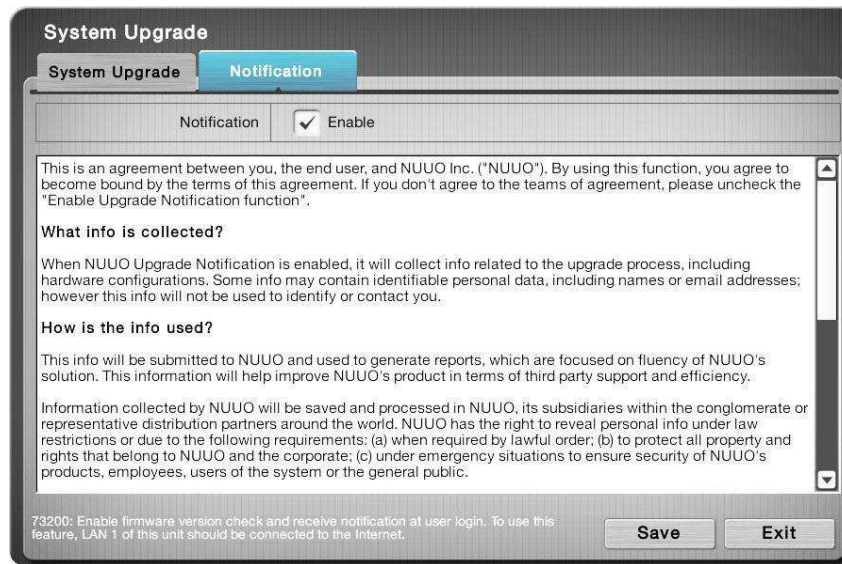 System Upgrade
System Upgrade
Notification
Notification
Enable
This is an agreement between you, the end user, and NUUO Inc. ("NUUO"). By using this function, you agree to
become bound by the terms of this agreement. If you don't agree to the teams of agreement, please uncheck the
"Enable Upgrade Notification function".
What info is collected?
When NUUO Upgrade Notification is enabled, it will collect info related to the upgrade process, including
hardware configurations. Some info may contain identifiable personal data, including names or email addresses;
however this info will not be used to identify or contact you.
How is the info used?
This info will be submitted to NUUO and used to generate reports, which are focused on fluency of NUUO's
solution. This information will help improve NUUO's product in terms of third party support and efficiency.
Information collected by NUUO will be saved and processed in NUUO, its subsidiaries within the conglomerate or
representative distribution partners around the world. NUUO has the right to reveal personal info under law
restrictions or due to the following requirements: (a) when required by lawful order; (b) to protect all property and
rights that belong to NUUO and the corporate; (c) under emergency situations to ensure security of NUUO's
products, employees, users of the system or the general public.
73200: Enable firmware version check and receive notification at user login. To use this
feature, LAN 1 of this unit should be connected to the Internet.
Save
Exit